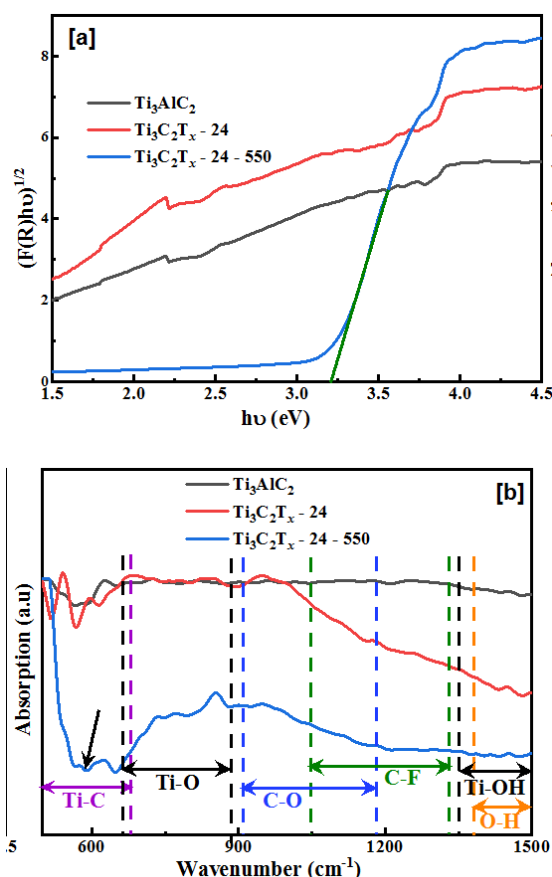 [a]
Ti₃AlC₂
Ti₃C₂Tₓ - 24
Ti₃C₂Tₓ - 24 - 550
(F(R)hυ)¹/²
8
6
4
2
0
1.5 2.0 2.5 3.0 3.5 4.0 4.5
hυ (eV)
[b]
Ti₃AlC₂
Ti₃C₂Tₓ - 24
Ti₃C₂Tₓ - 24 - 550
Absorption (a.u)
Ti-C
Ti-O
C-O
C-F
Ti-OH
O-H
.5 600 900 1200 1500
Wavenumber (cm⁻¹)